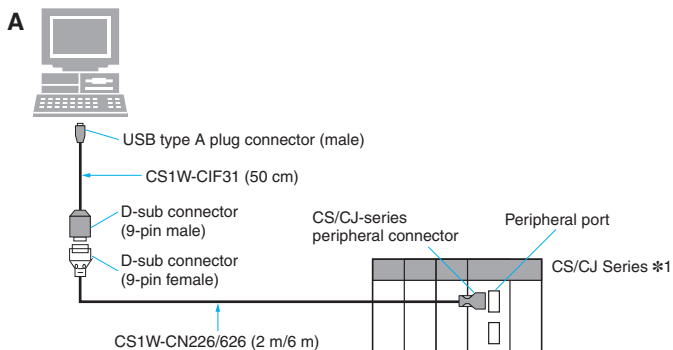 A
USB type A plug connector (male)
CS1W-CIF31 (50 cm)
D-sub connector
(9-pin male)
CS/CJ-series
peripheral connector
Peripheral port
D-sub connector
(9-pin female)
CS/CJ Series ✻1
CS1W-CN226/626 (2 m/6 m)